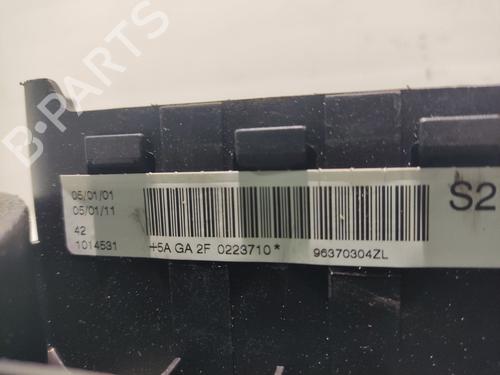 B-PARTS
05/01/01
05/01/11
42
1014531
+5A GA 2F 0223710*
96370304ZL
S2